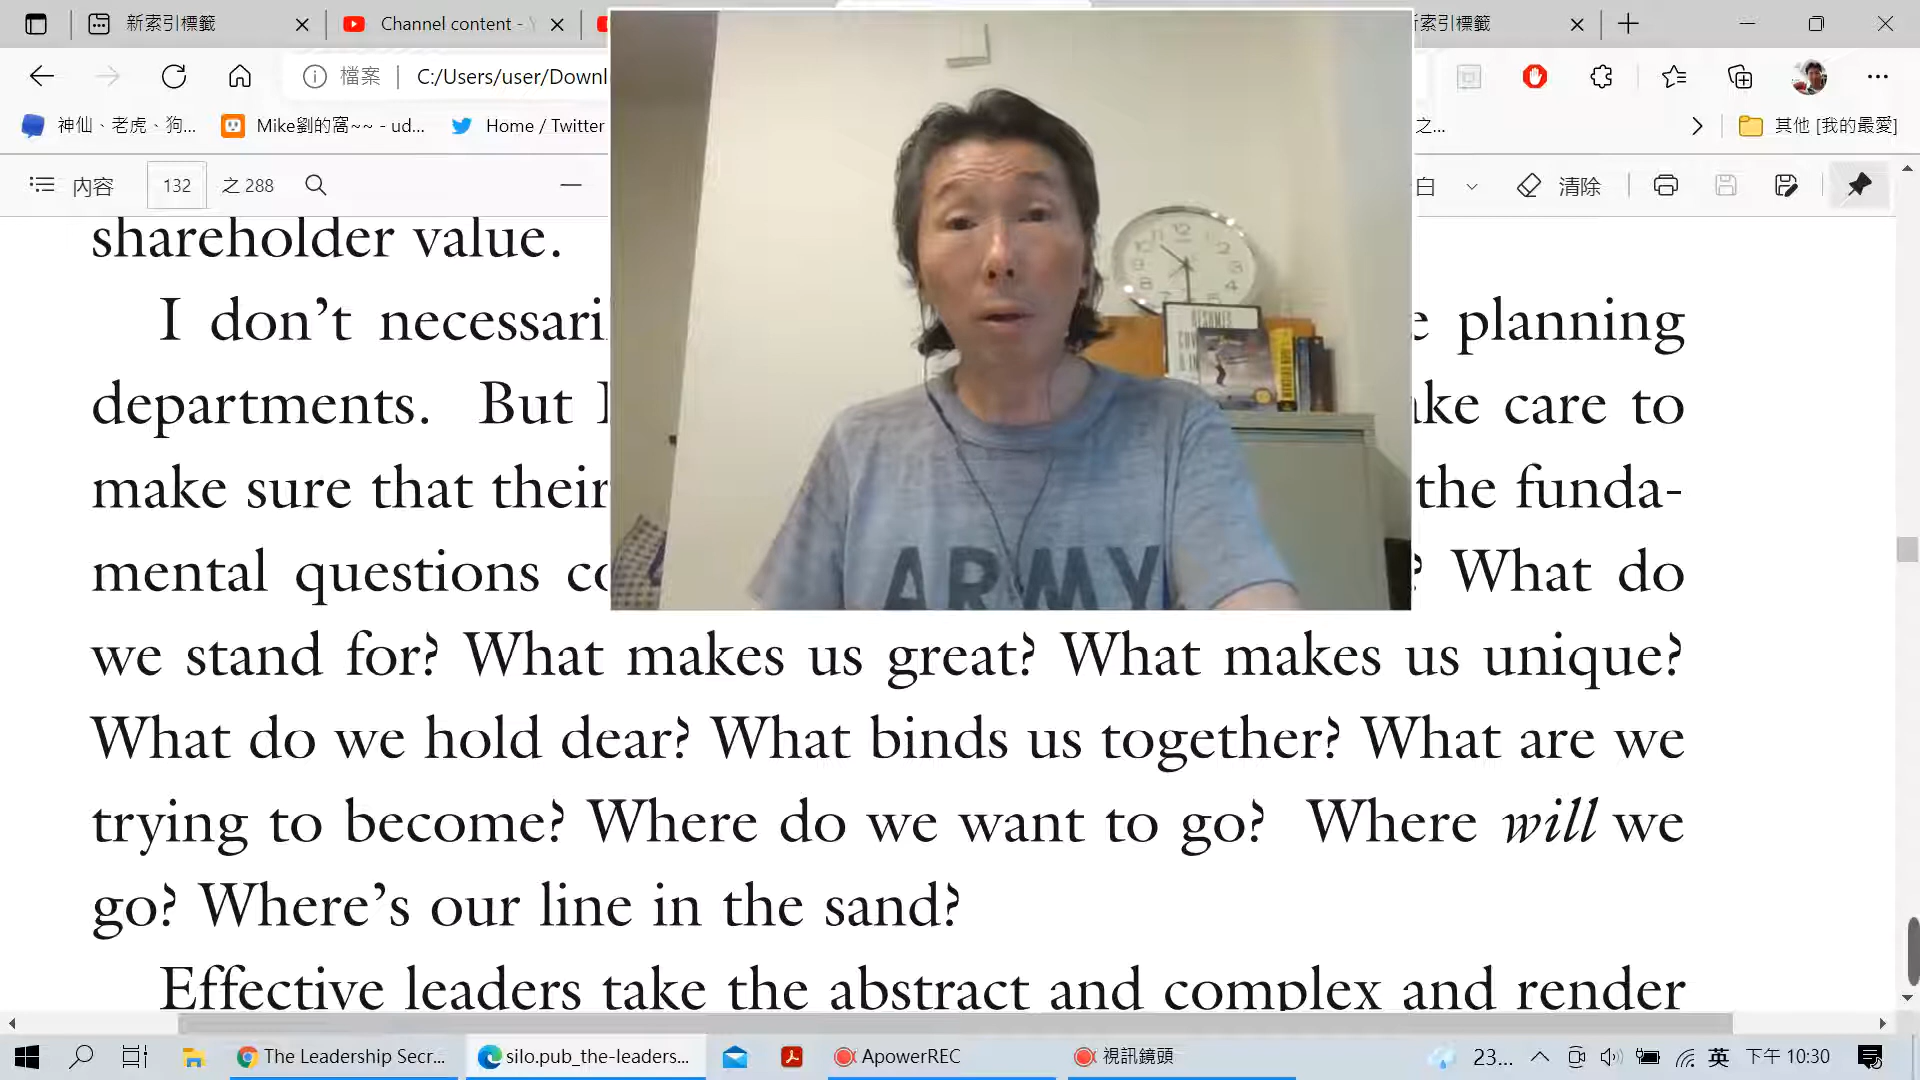 新索引標籤
Channel content -
新索引標籤
檔案
C:/Users/user/Downl
神仙、老虎、狗...
Mike劉的窩~~ - ud...
Home / Twitter
之...
其他 [我的最愛]
內容
132
之 288
白
清除
shareholder value.
I don’t necessaril
e planning
departments. But I
ke care to
make sure that their
the funda-
mental questions co
? What do
we stand for? What makes us great? What makes us unique?
What do we hold dear? What binds us together? What are we
trying to become? Where do we want to go? Where will we
go? Where’s our line in the sand?
Effective leaders take the abstract and complex and render
ARMY
The Leadership Secr...
silo.pub_the-leaders...
ApowerREC
視訊鏡頭
23...
英
下午 10:30